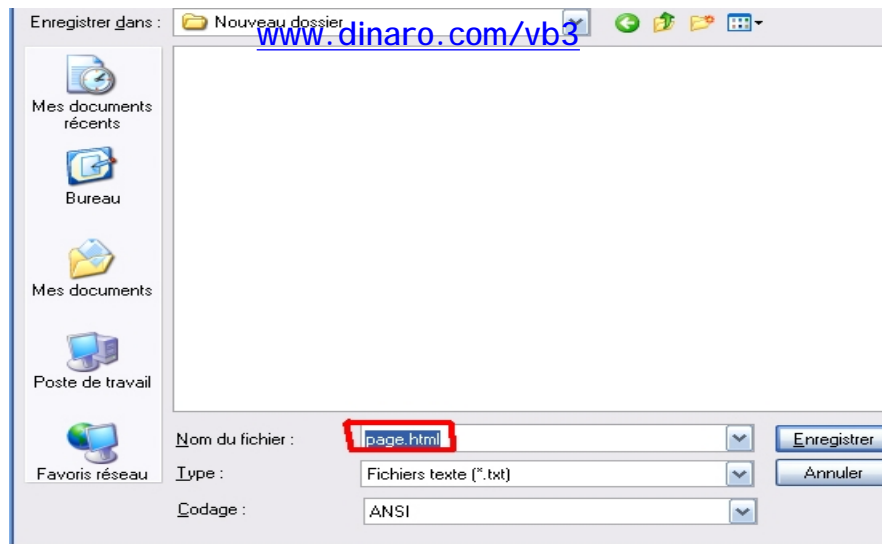 Enregistrer dans :
Nouveau dossier
www.dinaro.com/vb3
Mes documents
récents
Bureau
Mes documents
Poste de travail
Favoris réseau
Nom du fichier :
page.html
Enregistrer
Type :
Fichiers texte (*.txt)
Annuler
Codage :
ANSI